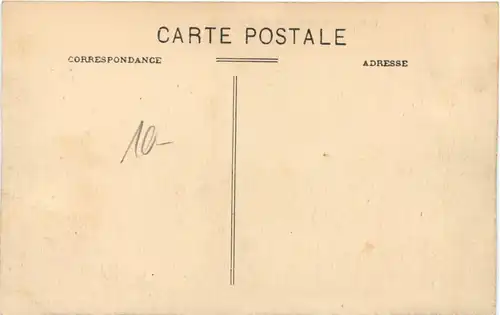 CARTE POSTALE
CORRESPONDANCE
ADRESSE
10-